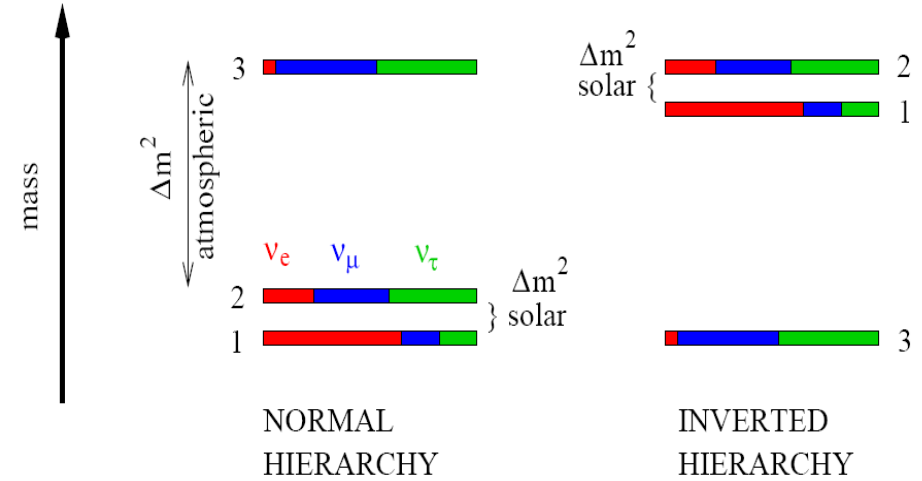 mass
Δm²
atmospheric
3
νe νμ ντ
2
1
Δm²
solar }
NORMAL
HIERARCHY
Δm²
solar {
2
1
3
INVERTED
HIERARCHY